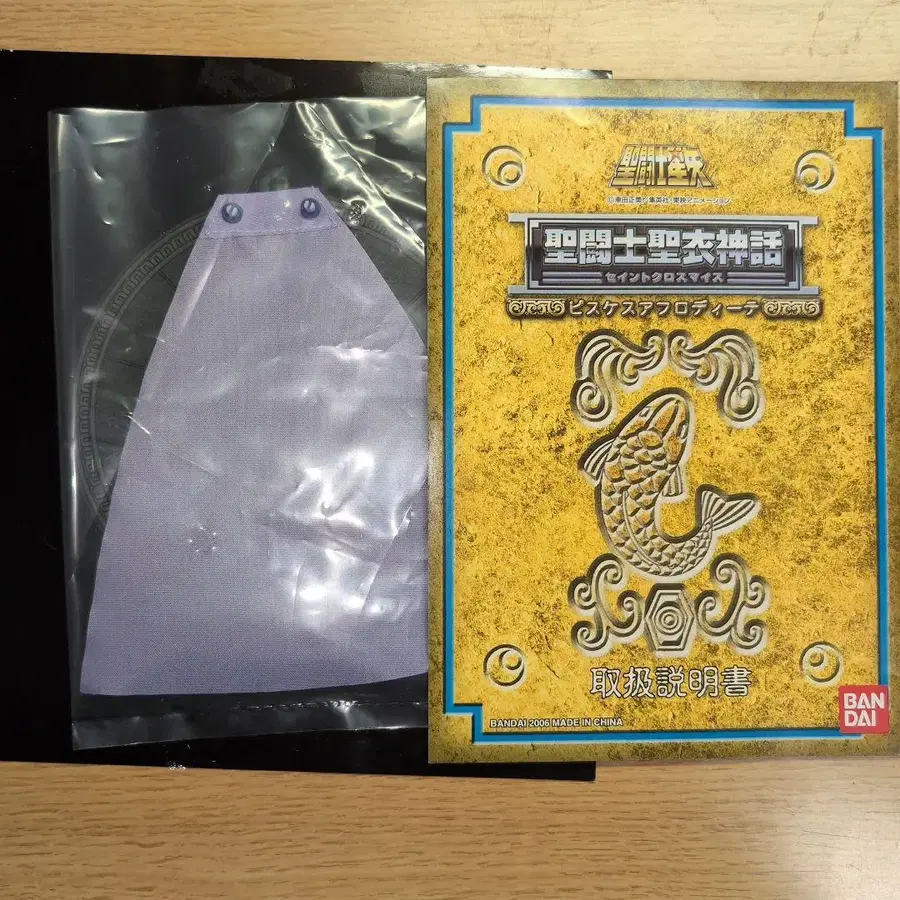 聖闘士星矢
©車田正美/集英社・東映アニメーション
聖闘士聖衣神話
セイントクロスマイス
ピスケスアフロディーテ
取扱説明書
BANDAI 2006 MADE IN CHINA
BAN
DAI